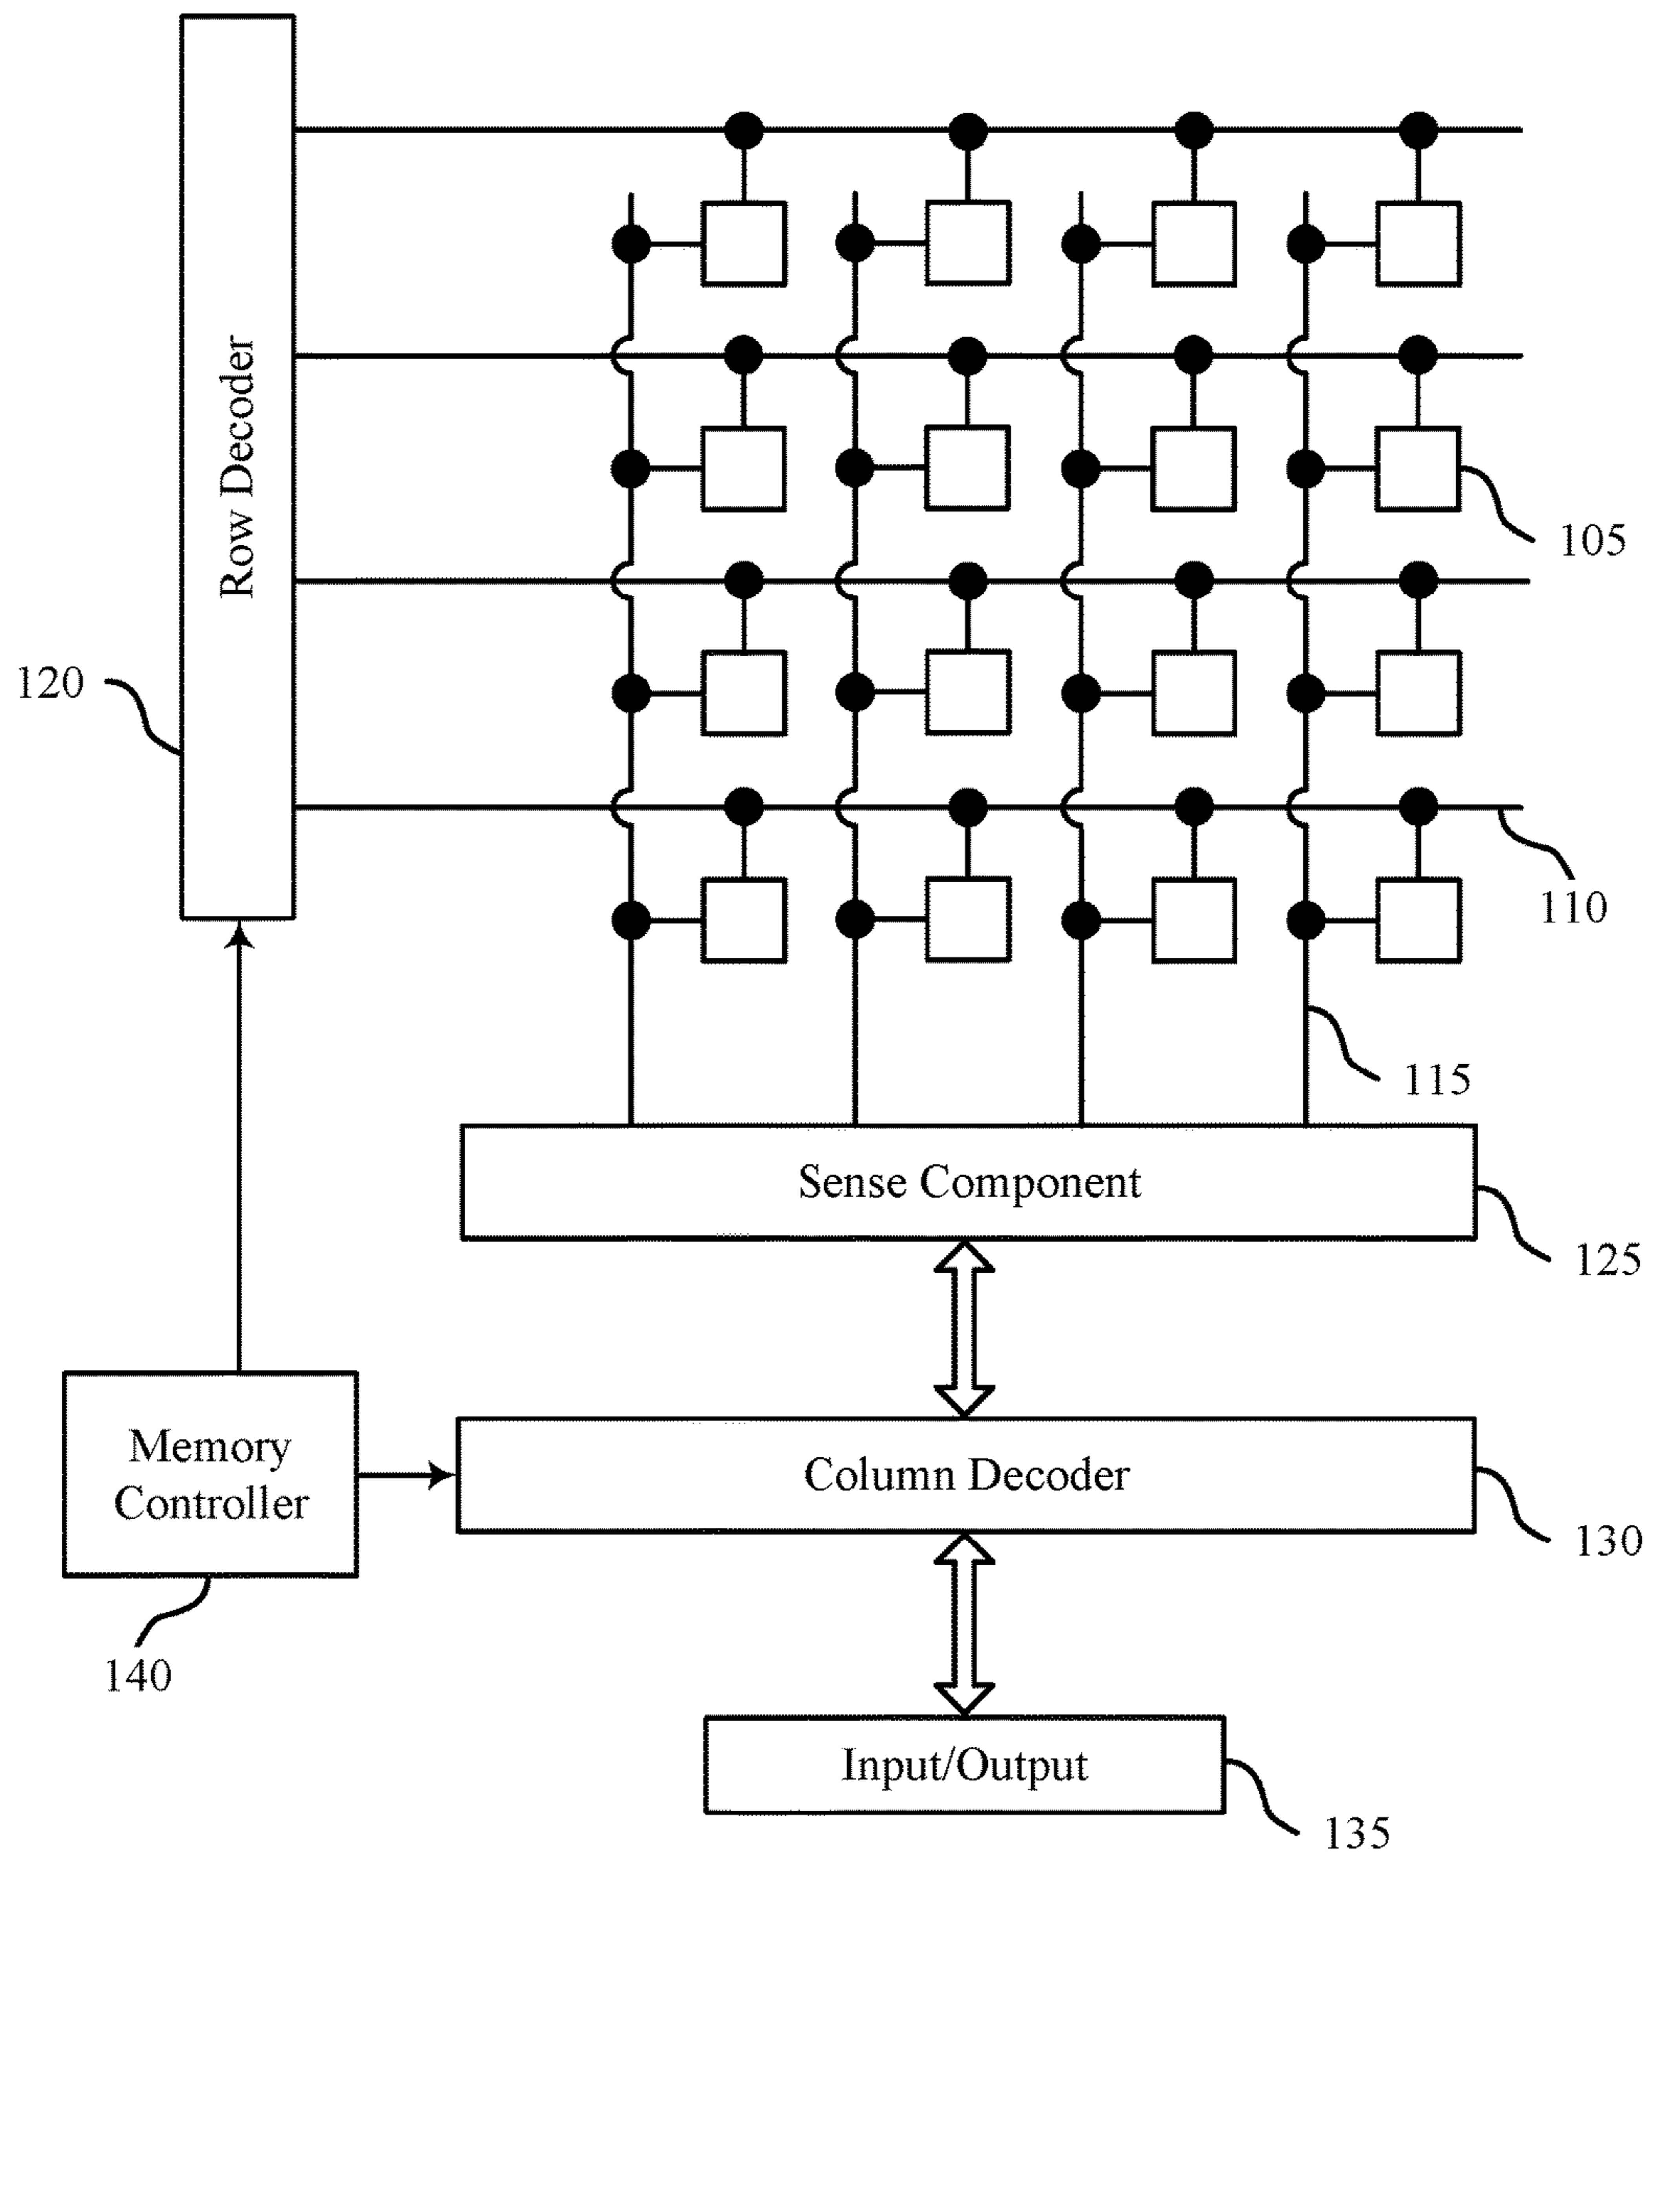 Row Decoder
105
120
110
115
Sense Component
125
Memory
Controller
Column Decoder
130
140
Input/Output
135